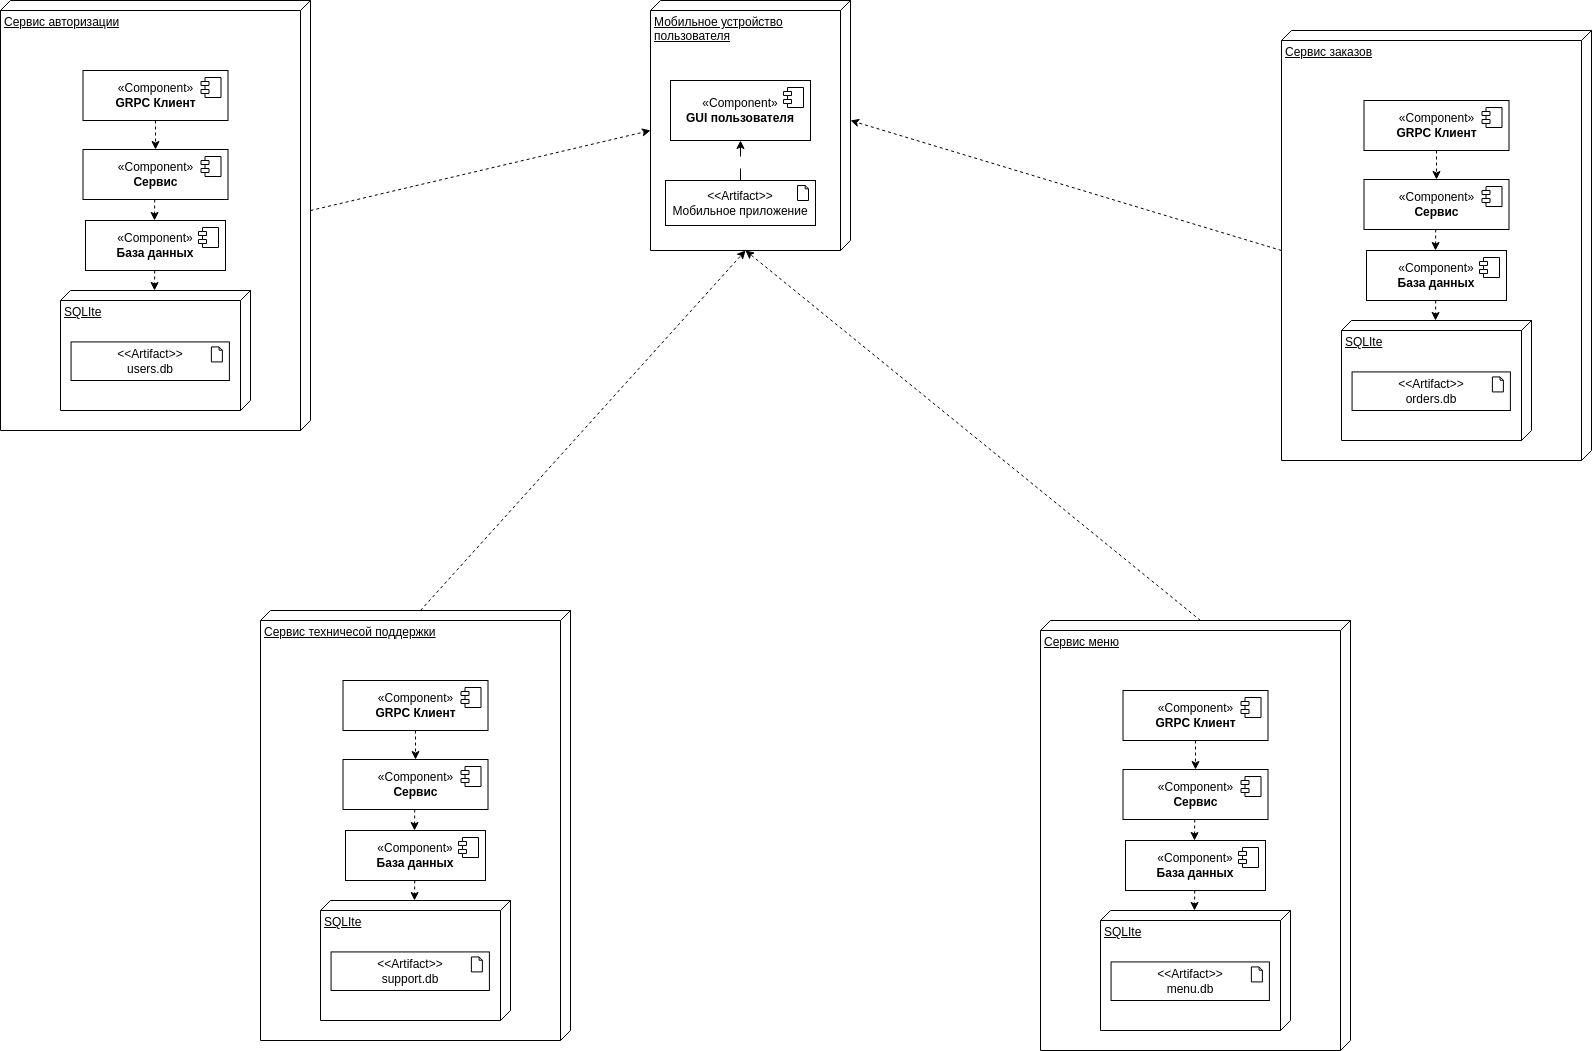 Сервис авторизации
«Component»
GRPC Клиент
«Component»
Сервис
«Component»
База данных
SQLIte
<<Artifact>>
users.db
Мобильное устройство
пользователя
«Component»
GUI пользователя
<<Artifact>>
Мобильное приложение
Сервис заказов
«Component»
GRPC Клиент
«Component»
Сервис
«Component»
База данных
SQLIte
<<Artifact>>
orders.db
Сервис техничесой поддержки
«Component»
GRPC Клиент
«Component»
Сервис
«Component»
База данных
SQLIte
<<Artifact>>
support.db
Сервис меню
«Component»
GRPC Клиент
«Component»
Сервис
«Component»
База данных
SQLIte
<<Artifact>>
menu.db